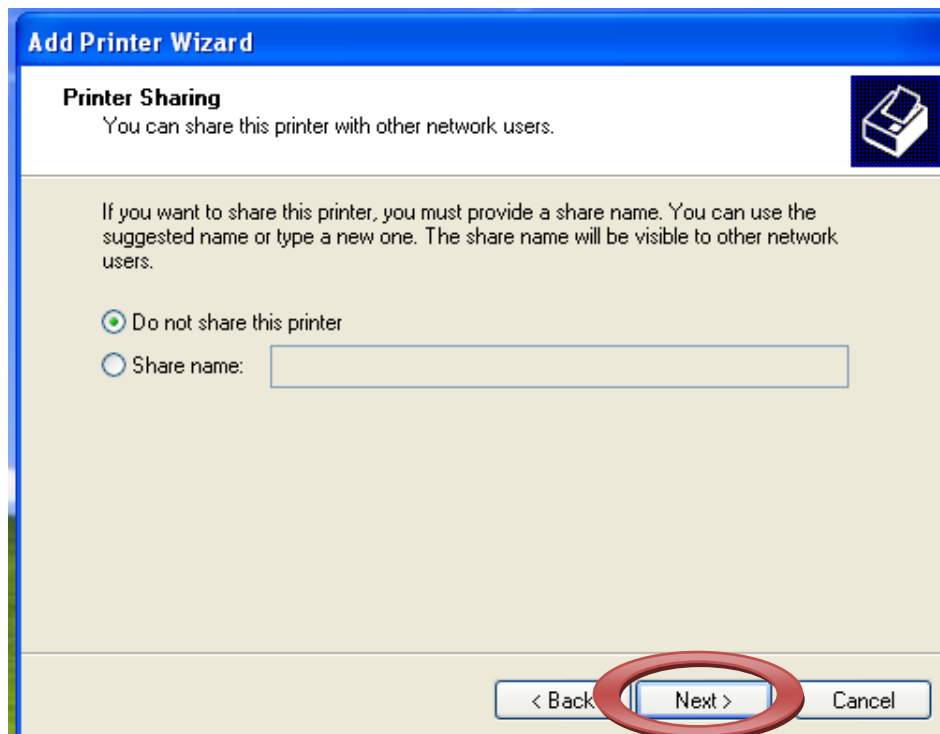 Add Printer Wizard
Printer Sharing
You can share this printer with other network users.
If you want to share this printer, you must provide a share name. You can use the
suggested name or type a new one. The share name will be visible to other network
users.
Do not share this printer
Share name:
< Back Next > Cancel